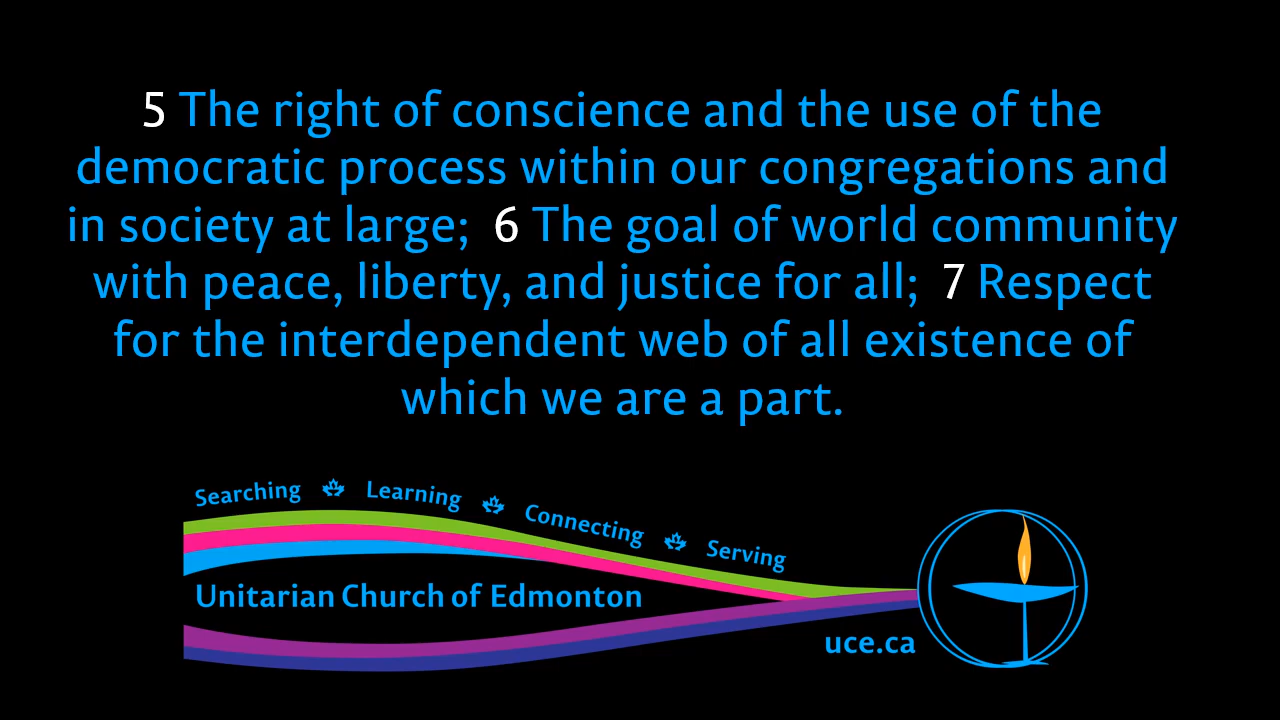 5 The right of conscience and the use of the
democratic process within our congregations and
in society at large; 6 The goal of world community
with peace, liberty, and justice for all; 7 Respect
for the interdependent web of all existence of
which we are a part.
Searching Learning Connecting Serving
Unitarian Church of Edmonton
uce.ca